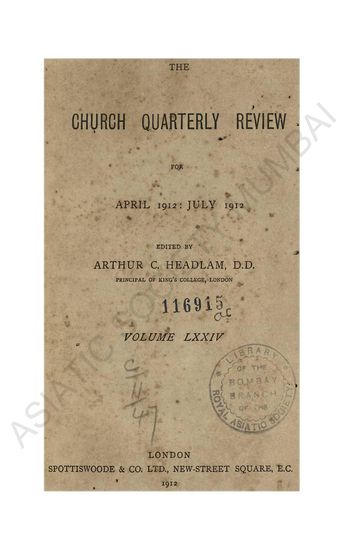 THE
CHURCH QUARTERLY REVIEW
FOR
APRIL 1912: JULY 1912
EDITED BY
ARTHUR C. HEADLAM, D.D.
PRINCIPAL OF KING'S COLLEGE, LONDON
116915
VOLUME LXXIV
LIBRARY
OF THE
BOMBAY
BRANCH
OF THE
ROYAL ASIATIC SOCIETY
LONDON
SPOTTISWOODE & CO. LTD., NEW-STREET SQUARE, E.C.
1912
ASIATIC SOCIETY MUMBAI